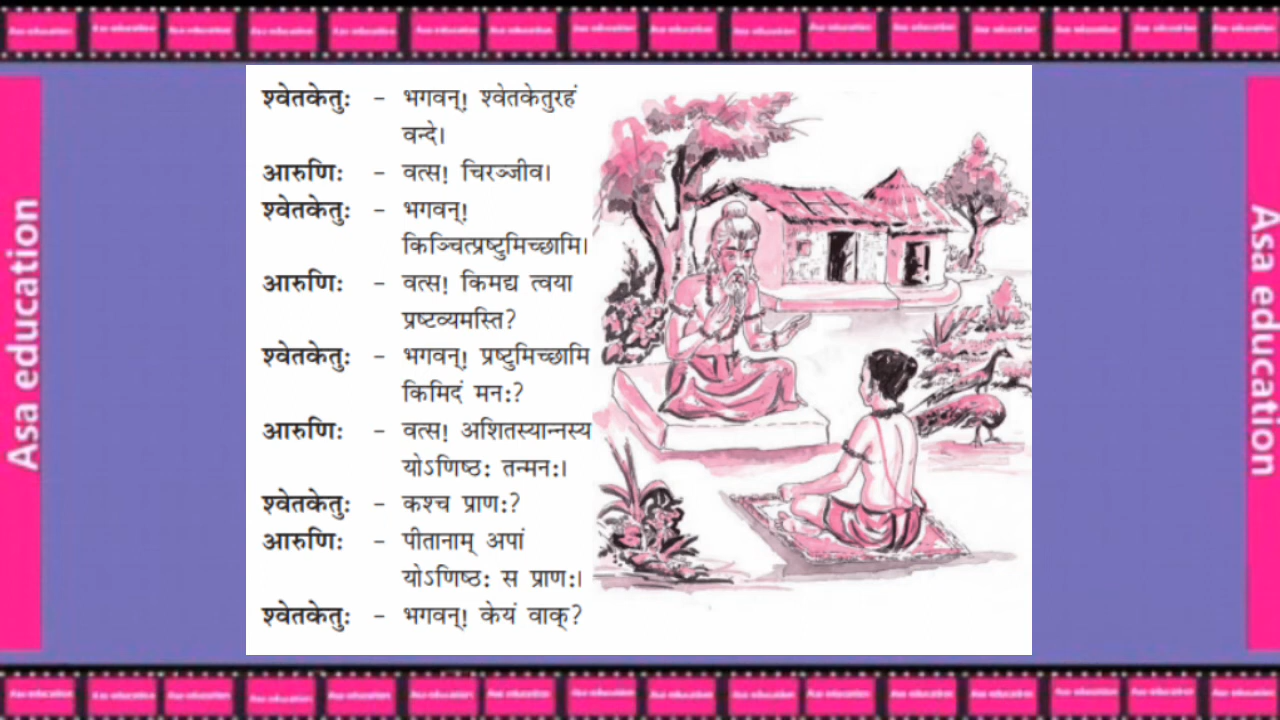 Asa education
श्वेतकेतुः – भगवन्! श्वेतकेतुरहं
वन्दे।
आरुणिः – वत्स! चिरञ्जीव।
श्वेतकेतुः – भगवन्!
किञ्चित्प्रष्टुमिच्छामि।
आरुणिः – वत्स! किमद्य त्वया
प्रष्टव्यमस्ति?
श्वेतकेतुः – भगवन्! प्रष्टुमिच्छामि
किमिदं मनः?
आरुणिः – वत्स! अशितस्यान्नस्य
योऽणिष्ठः तन्मनः।
श्वेतकेतुः – कश्च प्राणः?
आरुणिः – पीतानाम् अपां
योऽणिष्ठः स प्राणः।
श्वेतकेतुः – भगवन्! केयं वाक्?
Asa education